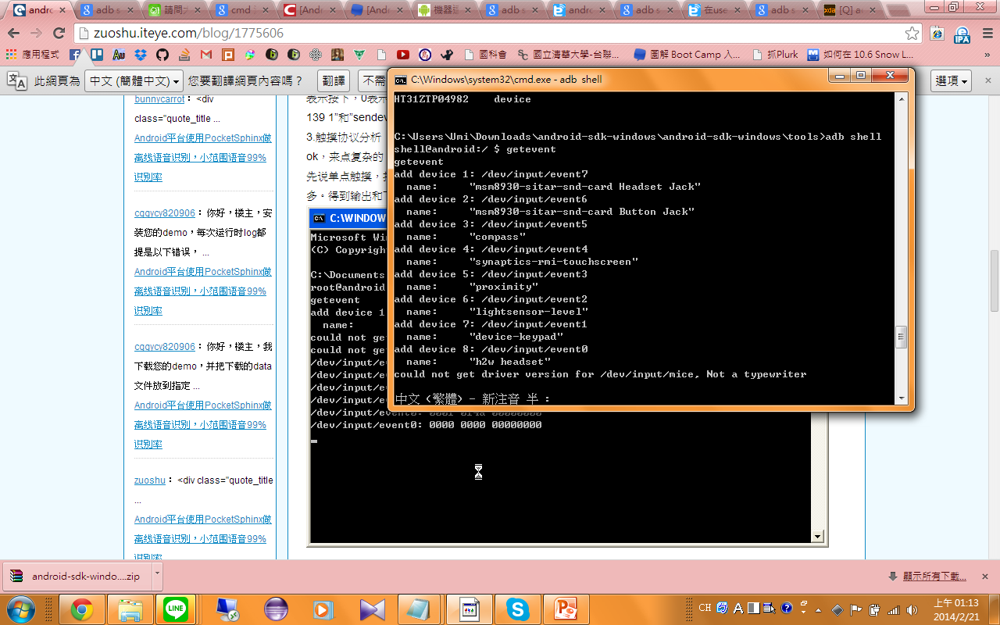 andro
adb s
請問大
cmd 
[And
[And
機器這
adb s
andro
adb s
在use
adb s
[Q] a
zuoshu.iteye.com/blog/1775606
應用程式
國科會
國立清華大學-台聯...
圖解 Boot Camp 入...
抓Plurk
如何在 10.6 Snow L...
»
此網頁為
中文 (簡體中文)
您要翻譯網頁內容嗎？
翻譯
不需
選項
bunnycarrot： <div
class="quote_title ...
Android平台使用PocketSphinx做
离线语音识别，小范围语音99%
识别率
cgqycy820906： 你好，楼主，安
装您的demo，每次运行时log都
提是以下错误， ...
Android平台使用PocketSphinx做
离线语音识别，小范围语音99%
识别率
cgqycy820906： 你好，楼主，我
下载您的demo，并把下载的data
文件放到指定 ...
Android平台使用PocketSphinx做
离线语音识别，小范围语音99%
识别率
zuoshu： <div class="quote_title
...
Android平台使用PocketSphinx做
离线语音识别，小范围语音99%
识别率
表示按下，0表示
139 1"和"sendev
3.触摸协议分析
ok，来点复杂的
先说单点触摸，
多。得到输出和
C:\WINDOW
Microsoft Wi
(C) Copyrigh
C:\Documents
root@android
getevent
add device 1
name:
could not get
could not get
/dev/input/ev
/dev/input/ev
/dev/input/ev
/dev/input/ev
/dev/input/event0: 0001 014a 00000000
/dev/input/event0: 0000 0000 00000000
C:\Windows\system32\cmd.exe - adb shell
HT31ZTP04982 device
C:\Users\Umi\Downloads\android-sdk-windows\android-sdk-windows\tools>adb shell
shell@android:/ $ getevent
getevent
add device 1: /dev/input/event7
name: "msm8930-sitar-snd-card Headset Jack"
add device 2: /dev/input/event6
name: "msm8930-sitar-snd-card Button Jack"
add device 3: /dev/input/event5
name: "compass"
add device 4: /dev/input/event4
name: "synaptics-rmi-touchscreen"
add device 5: /dev/input/event3
name: "proximity"
add device 6: /dev/input/event2
name: "lightsensor-level"
add device 7: /dev/input/event1
name: "device-keypad"
add device 8: /dev/input/event0
name: "h2w headset"
could not get driver version for /dev/input/mice, Not a typewriter
中文 (繁體) - 新注音 半 :
android-sdk-windo....zip
顯示所有下載...
LINE
CH
A
上午 01:13
2014/2/21